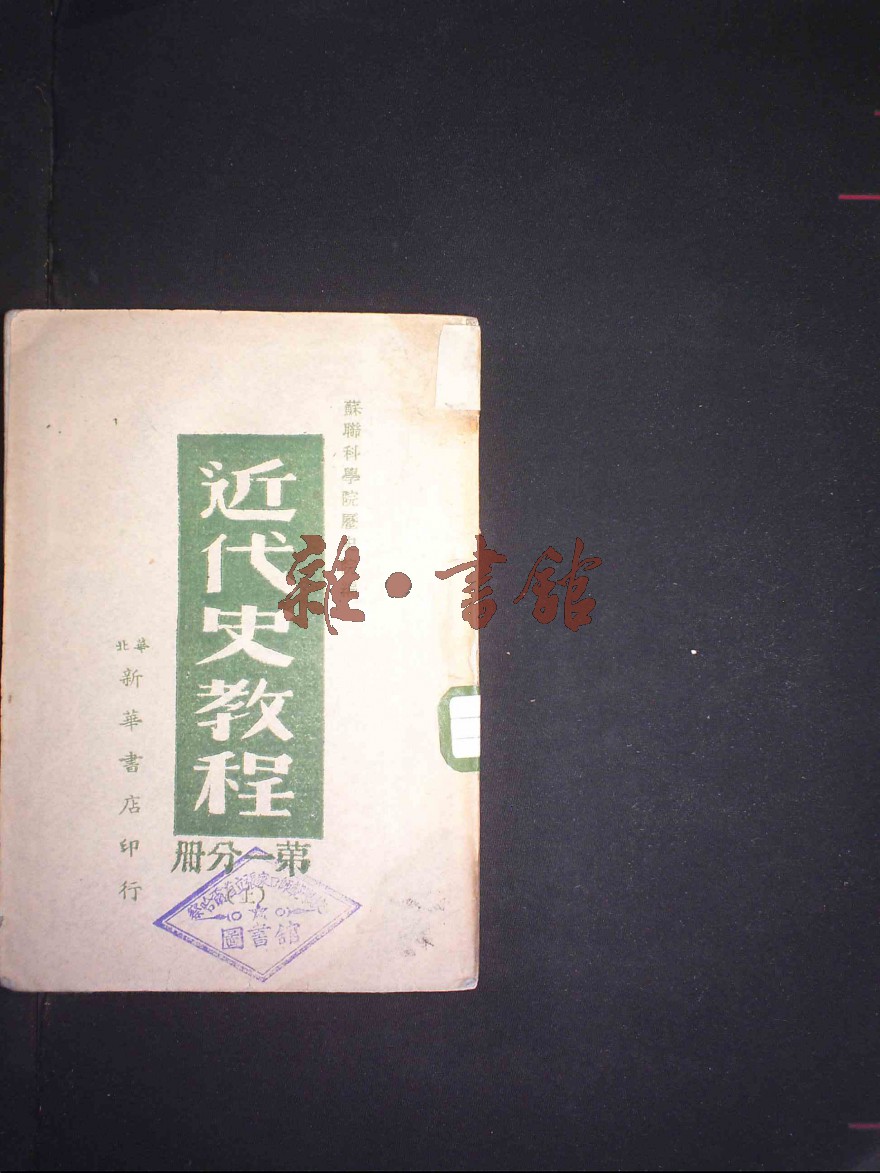 蘇聯科學院歷史
近代史教程
第一分冊
(上)
華北
新華書店印行
圖書館
雜·書館